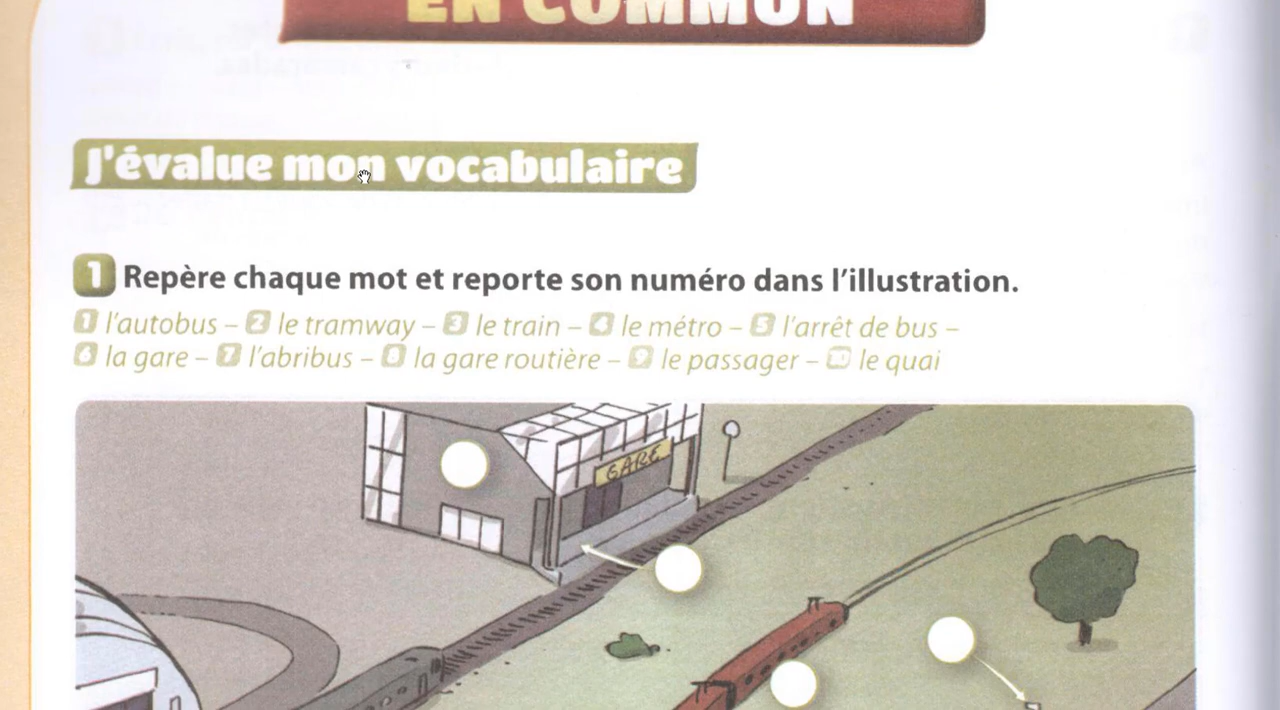 EN COMMUN
J'évalue mon vocabulaire
1 Repère chaque mot et reporte son numéro dans l'illustration.
1 l'autobus – 2 le tramway – 3 le train – 4 le métro – 5 l'arrêt de bus –
6 la gare – 7 l'abribus – 8 la gare routière – 9 le passager – 10 le quai
GARE